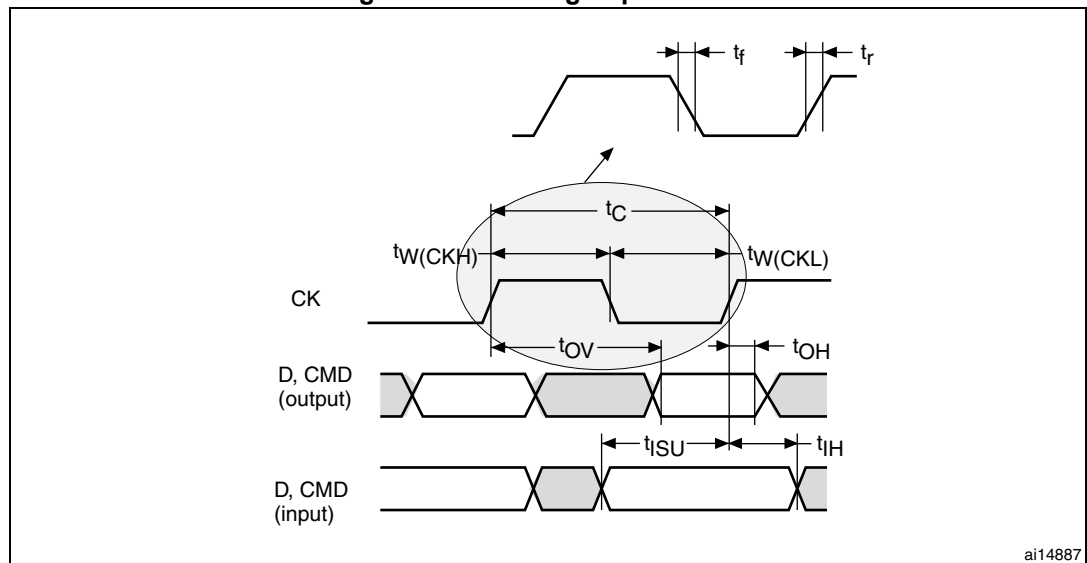 tf
tr
tC
tW(CKH)
tW(CKL)
CK
tOV
tOH
D, CMD
(output)
tISU
tIH
D, CMD
(input)
ai14887